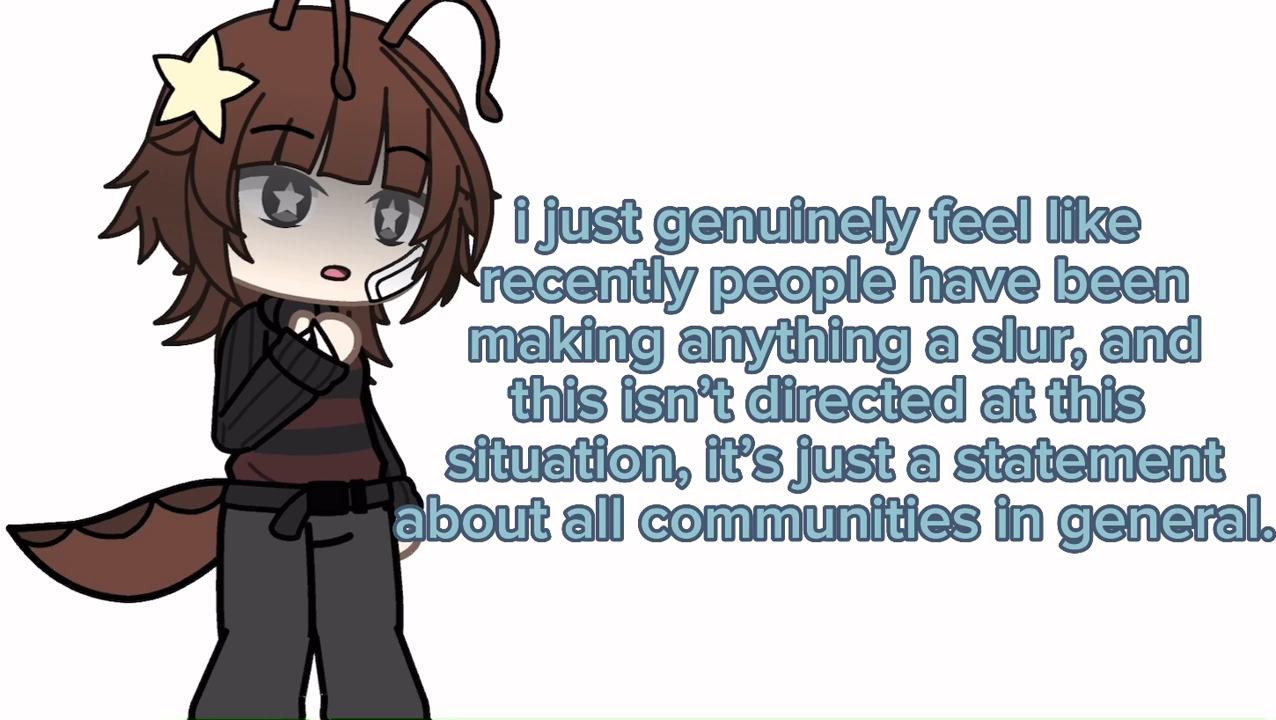 i just genuinely feel like
recently people have been
making anything a slur, and
this isn't directed at this
situation, it's just a statement
about all communities in general.